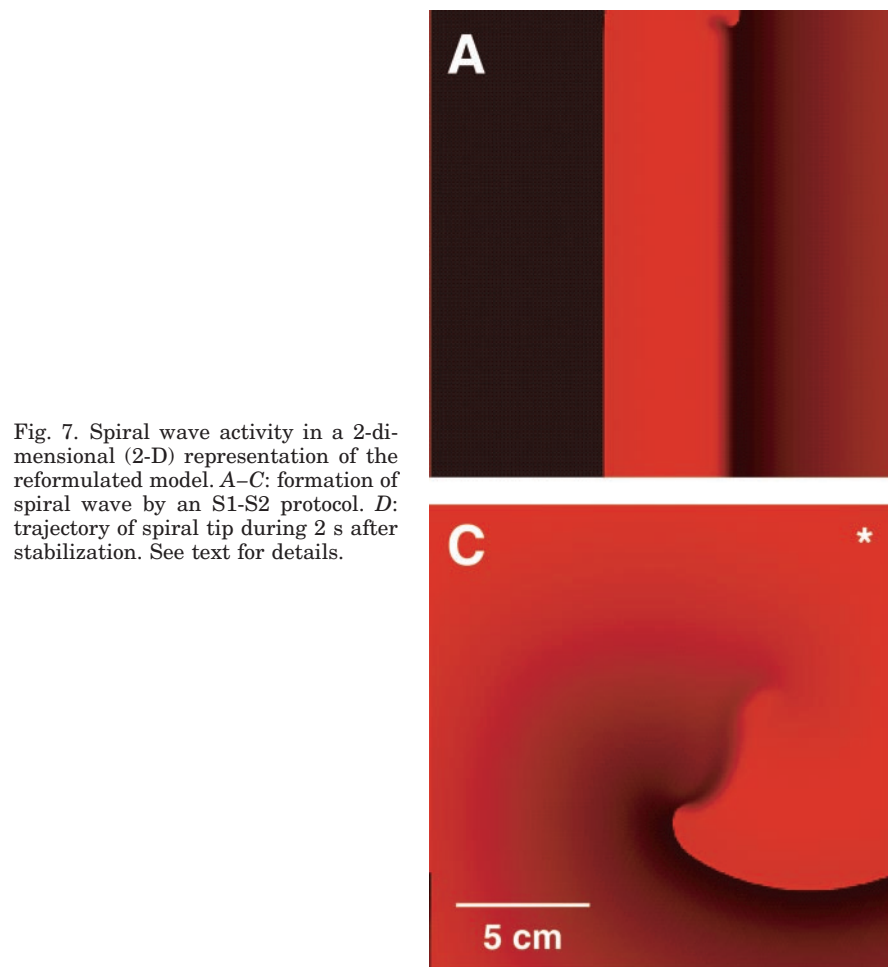 A
Fig. 7. Spiral wave activity in a 2-di-
mensional (2-D) representation of the
reformulated model. A–C: formation of
spiral wave by an S1-S2 protocol. D:
trajectory of spiral tip during 2 s after
stabilization. See text for details.
C *
5 cm